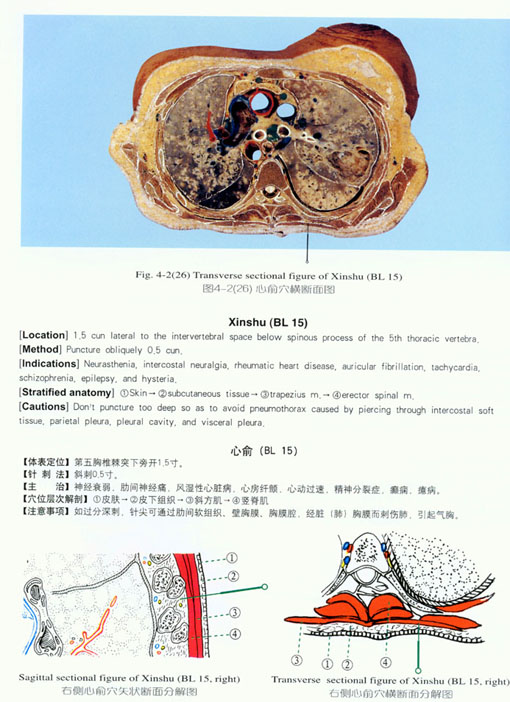 Fig. 4-2(26) Transverse sectional figure of Xinshu (BL 15)
图4-2(26) 心俞穴横断面图
Xinshu (BL 15)
[Location] 1.5 cun lateral to the intervertebral space below spinous process of the 5th thoracic vertebra.
[Method] Puncture obliquely 0.5 cun.
[Indications] Neurasthenia, intercostal neuralgia, rheumatic heart disease, auricular fibrillation, tachycardia,
schizophrenia, epilepsy, and hysteria.
[Stratified anatomy] ①Skin→②subcutaneous tissue→③trapezius m.→④erector spinal m.
[Cautions] Don't puncture too deep so as to avoid pneumothorax caused by piercing through intercostal soft
tissue, parietal pleura, pleural cavity, and visceral pleura.
心俞 (BL 15)
【体表定位】第五胸椎棘突下旁开1.5寸。
【针 刺 法】斜刺0.5寸。
【主 治】神经衰弱，肋间神经痛，风湿性心脏病，心房纤颤，心动过速，精神分裂症，癫痫，癔病。
【穴位层次解剖】①皮肤→②皮下组织→③斜方肌→④竖脊肌
【注意事项】如过分深刺，针尖可通过肋间软组织、壁胸膜、胸膜腔，经脏（肺）胸膜而刺伤肺，引起气胸。
①
②
③
④
③ ① ② ④
Sagittal sectional figure of Xinshu (BL 15, right)
右侧心俞穴矢状断面分解图
Transverse sectional figure of Xinshu (BL 15, right)
右侧心俞穴横断面分解图